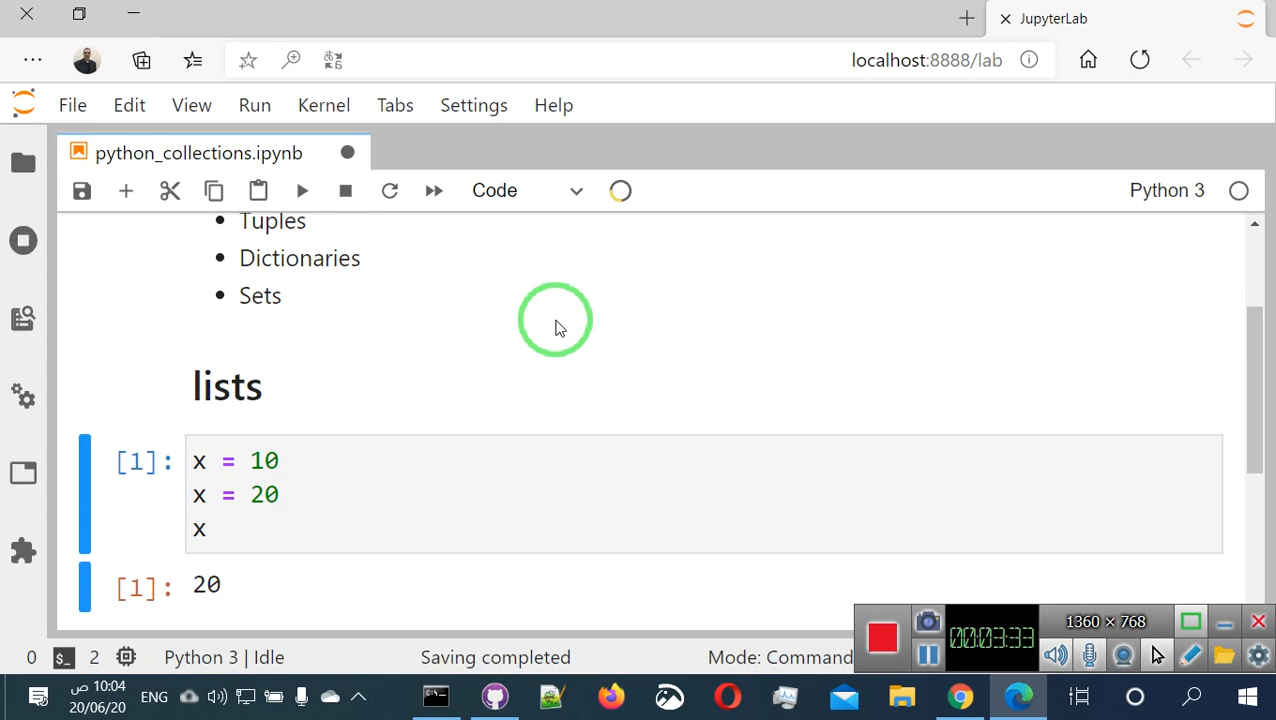 JupyterLab
localhost:8888/lab
File Edit View Run Kernel Tabs Settings Help
python_collections.ipynb
Code
Python 3
Tuples
Dictionaries
Sets
lists
[1]:
x = 10
x = 20
x
[1]:
20
00:03:33
1360 × 768
0
2
Python 3 | Idle
Saving completed
Mode: Command
10:04 ص
ENG
20/06/20